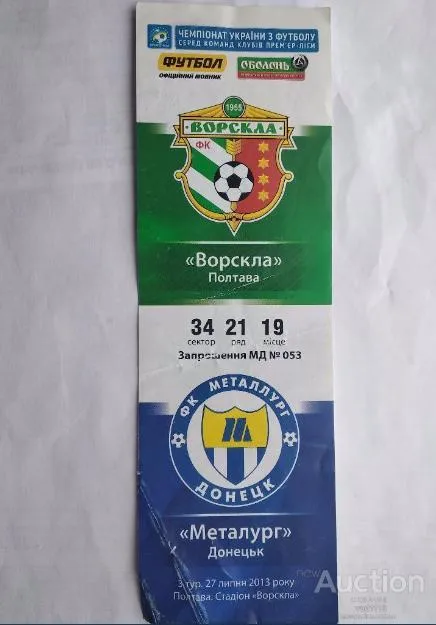 ЧЕМПІОНАТ УКРАЇНИ З ФУТБОЛУ
СЕРЕД КОМАНД КЛУБІВ ПРЕМ'ЄР-ЛІГИ
ФУТБОЛ
ОФІЦІЙНИЙ МОВНИК
ОБОЛОНЬ
1955
ВОРСКЛА
ФК
«Ворскла»
Полтава
34 21 19
сектор ряд місце
Запрошення МД № 053
ФК МЕТАЛЛУРГ
ДОНЕЦК
«Металург»
Донецьк
3 тур. 27 липня 2013 року
Полтава. Стадіон «Ворскла»
new
Auction